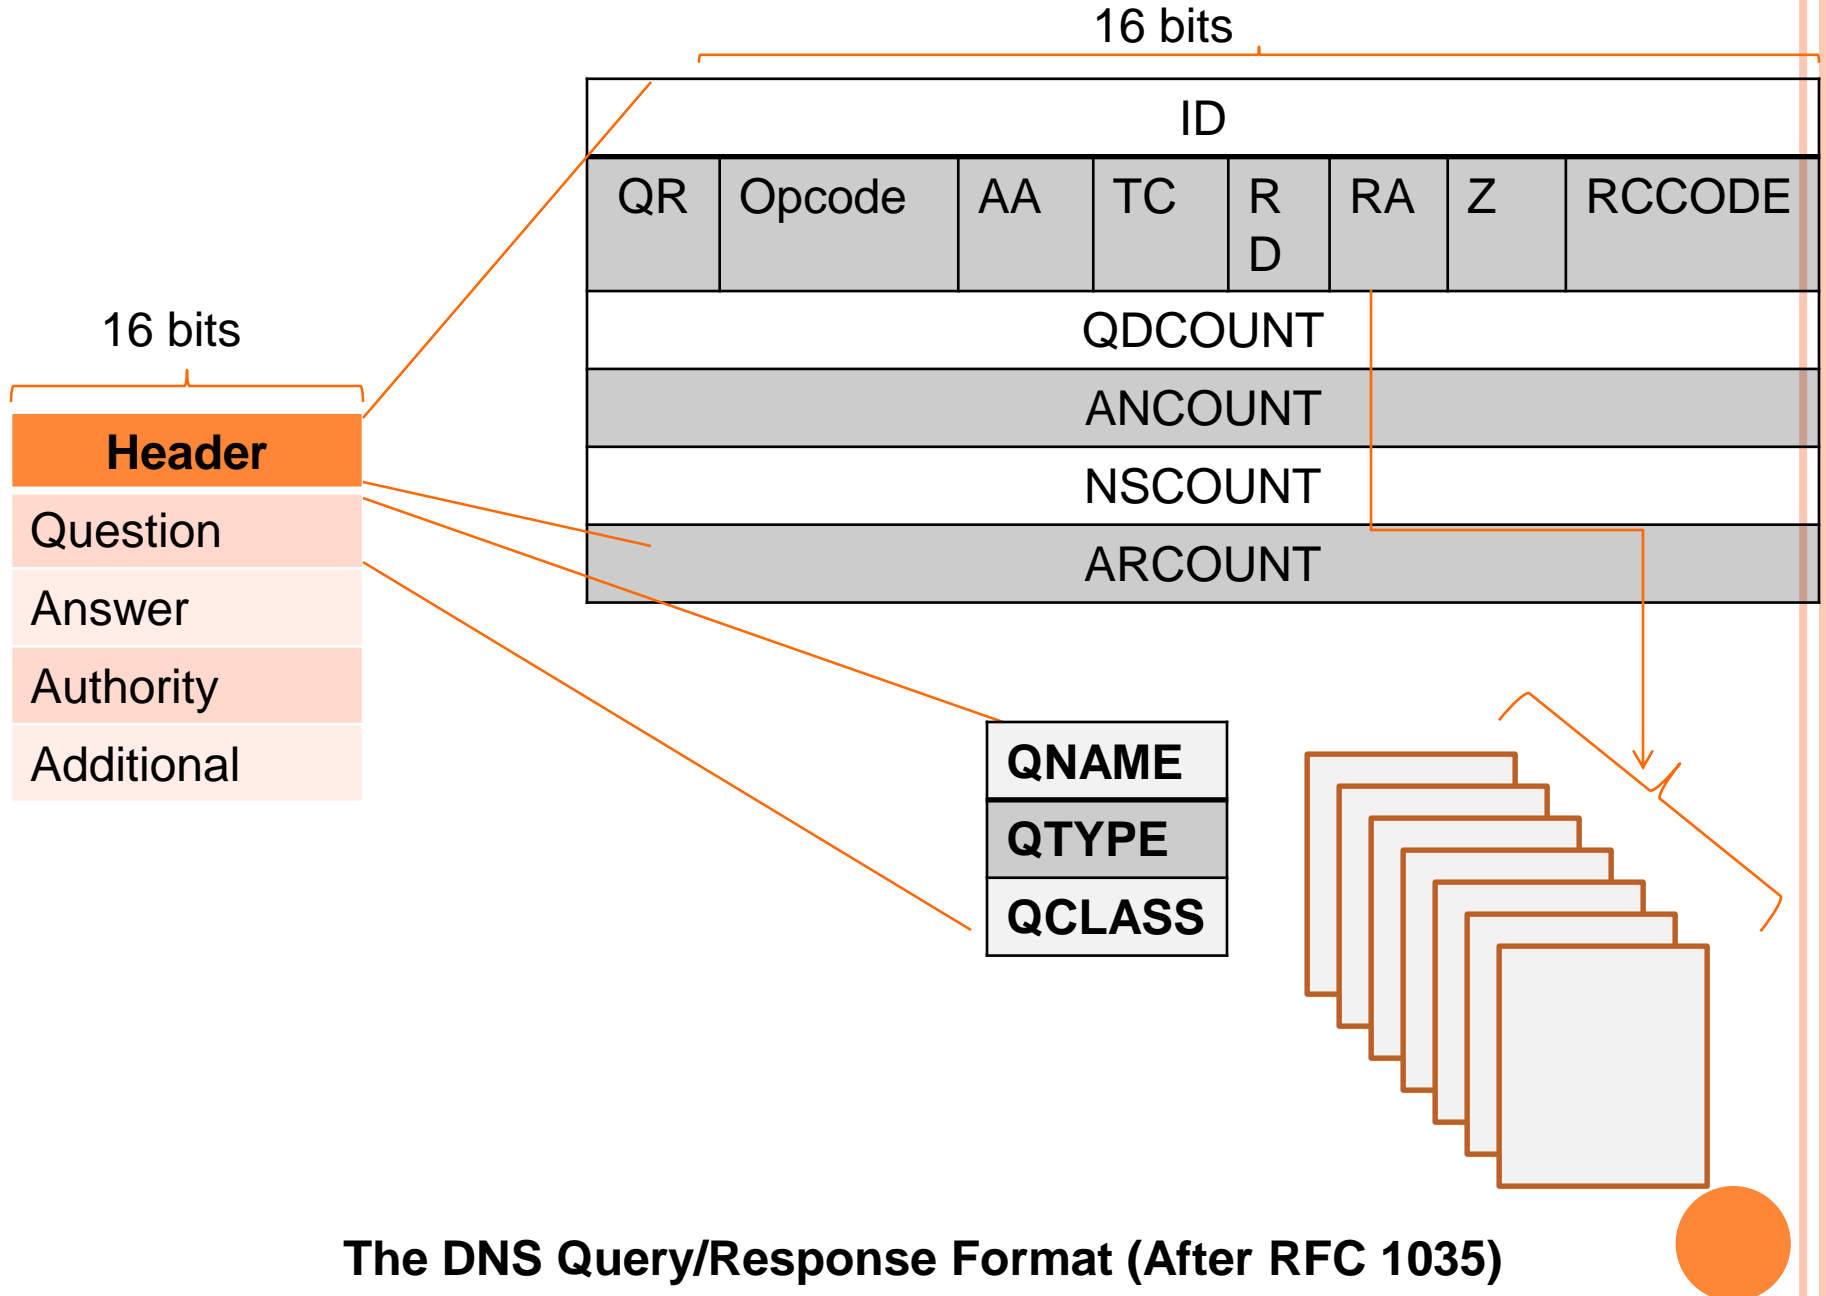 16 bits
ID
QR Opcode AA TC R RA Z RCCODE
D
QDCOUNT
ANCOUNT
NSCOUNT
ARCOUNT
16 bits
Header
Question
Answer
Authority
Additional
QNAME
QTYPE
QCLASS
The DNS Query/Response Format (After RFC 1035)